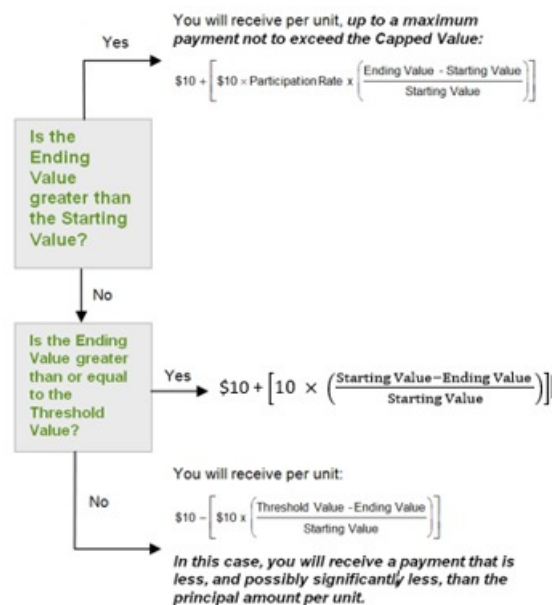 You will receive per unit, up to a maximum
payment not to exceed the Capped Value:
Yes
$10 + [ $10 × Participation Rate x ( Ending Value - Starting Value / Starting Value ) ]
Is the
Ending
Value
greater than
the Starting
Value?
No
Is the Ending
Value greater
than or equal
to the
Threshold
Value?
Yes
$10 + [ 10 × ( Starting Value−Ending Value / Starting Value ) ]
You will receive per unit:
No
$10 − [ $10 x ( Threshold Value - Ending Value / Starting Value ) ]
In this case, you will receive a payment that is
less, and possibly significantly less, than the
principal amount per unit.